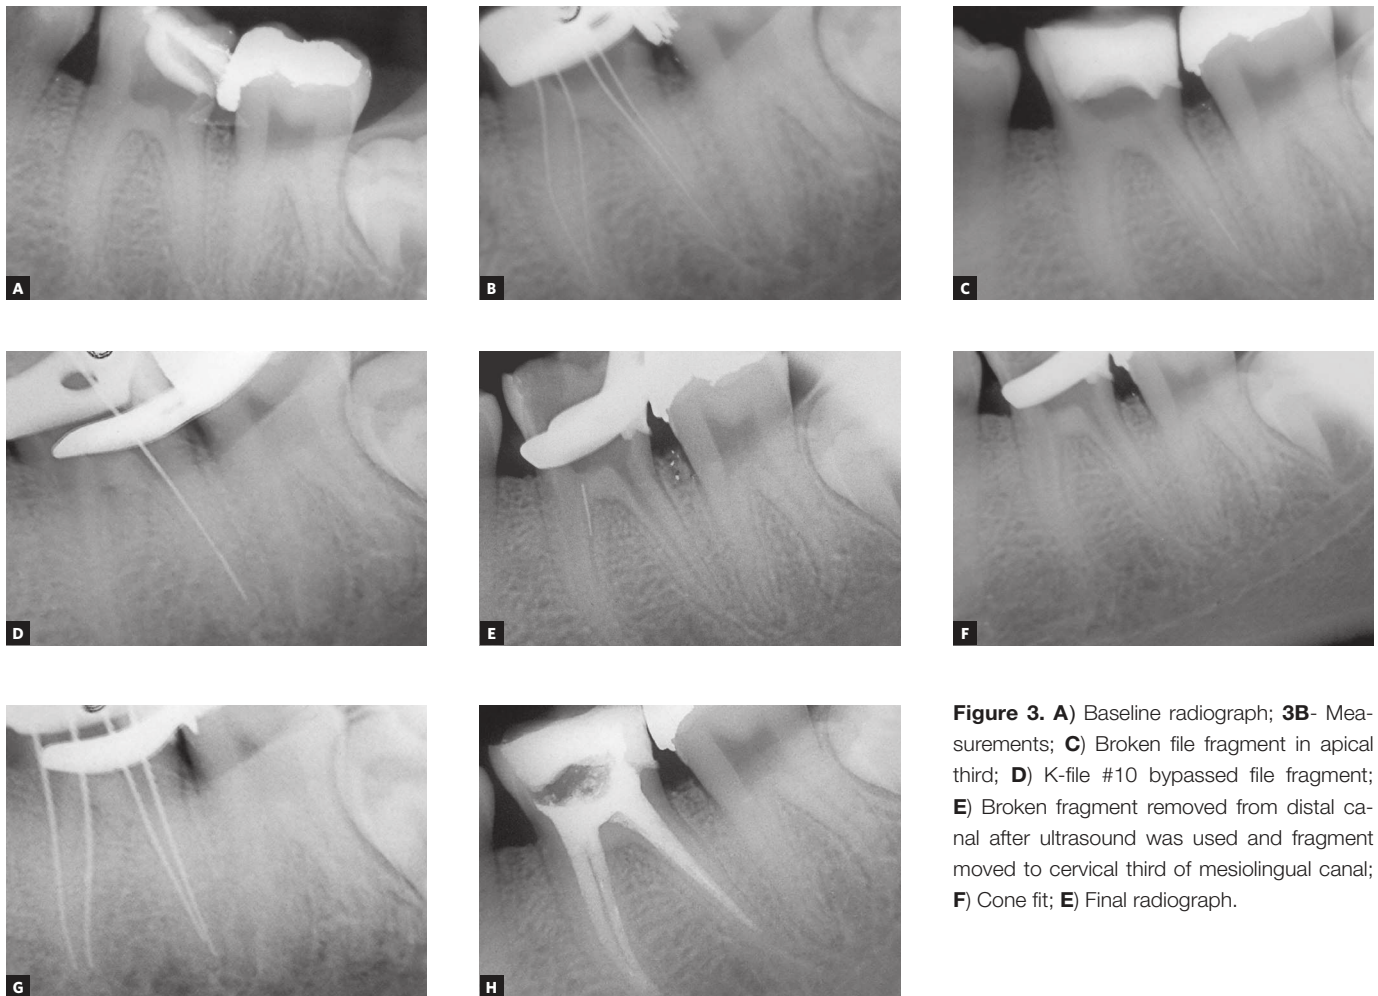 A
B
C
D
E
F
G
H
Figure 3. A) Baseline radiograph; 3B- Mea-
surements; C) Broken file fragment in apical
third; D) K-file #10 bypassed file fragment;
E) Broken fragment removed from distal ca-
nal after ultrasound was used and fragment
moved to cervical third of mesiolingual canal;
F) Cone fit; E) Final radiograph.